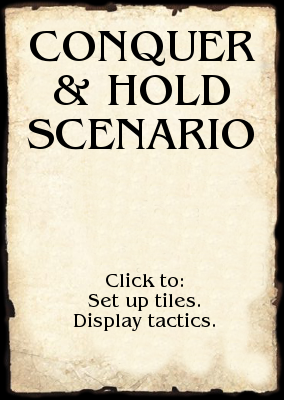 CONQUER
& HOLD
SCENARIO
Click to:
Set up tiles.
Display tactics.